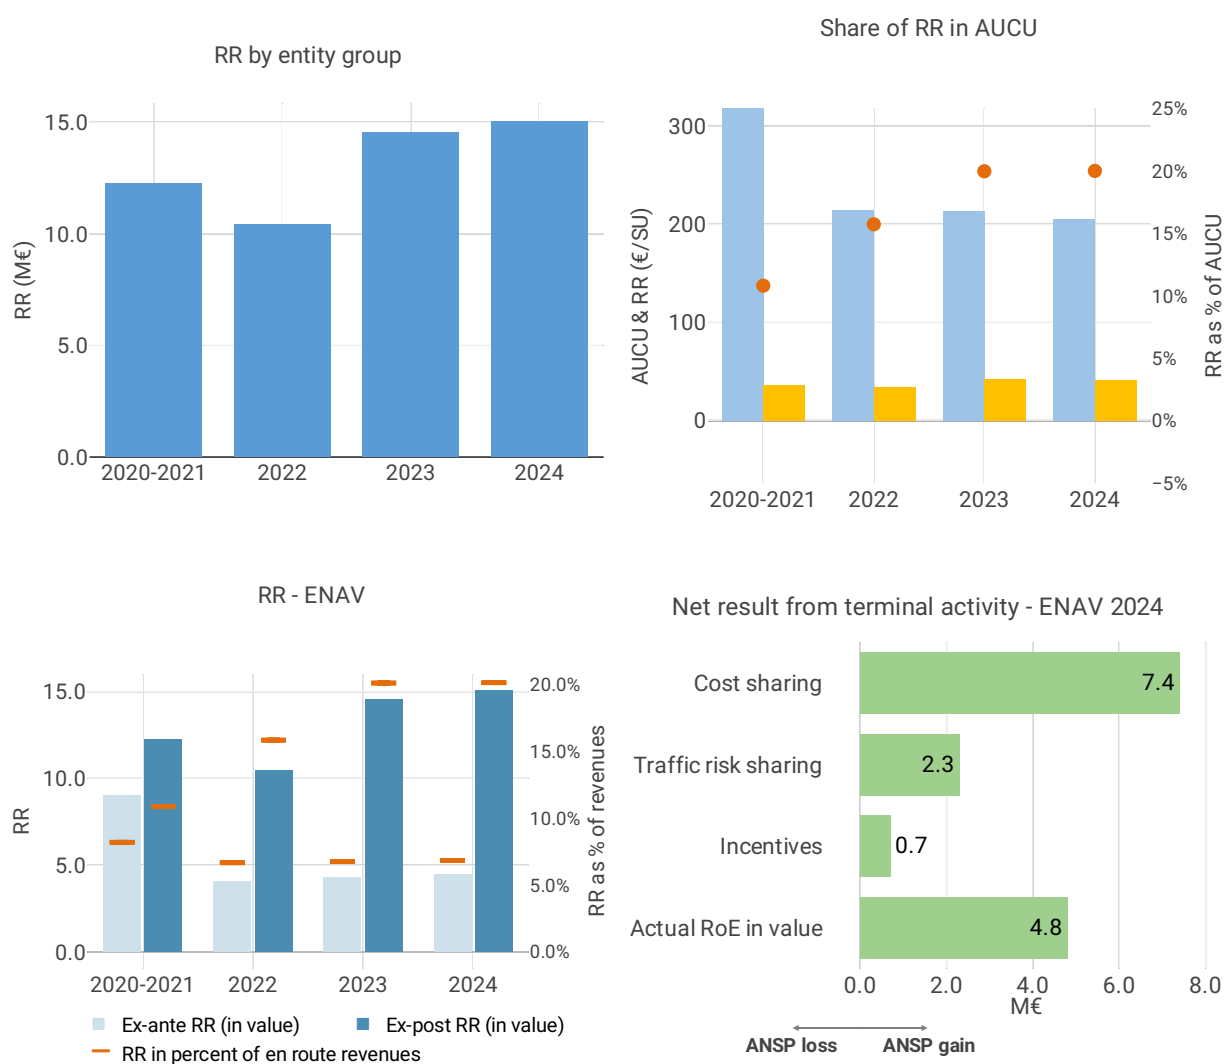 RR by entity group
RR (M€)
15.0
10.0
5.0
0.0
2020-2021
2022
2023
2024
Share of RR in AUCU
AUCU & RR (€/SU)
300
200
100
0
25%
20%
15%
10%
5%
0%
−5%
RR as % of AUCU
2020-2021
2022
2023
2024
RR - ENAV
RR
15.0
10.0
5.0
0.0
20.0%
15.0%
10.0%
5.0%
0.0%
RR as % of revenues
2020-2021
2022
2023
2024
Ex-ante RR (in value)
Ex-post RR (in value)
RR in percent of en route revenues
Net result from terminal activity - ENAV 2024
Cost sharing
7.4
Traffic risk sharing
2.3
Incentives
0.7
Actual RoE in value
4.8
0.0
2.0
4.0
6.0
8.0
M€
ANSP loss
ANSP gain